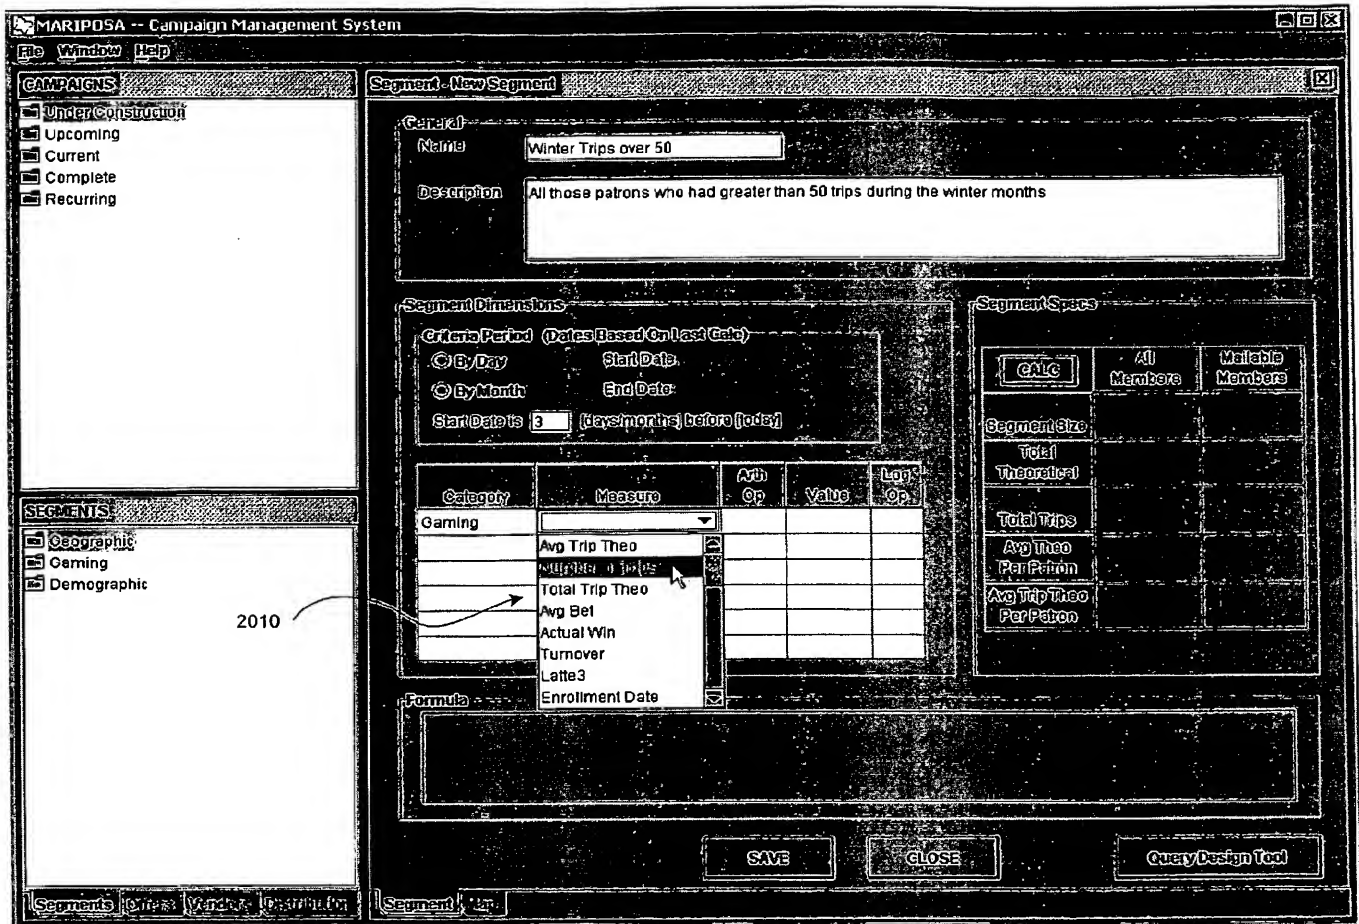 MARIPOSA -- Campaign Management System
File Window Help
CAMPAIGNS
Under Construction
Upcoming
Current
Complete
Recurring
SEGMENTS
Geographic
Gaming
Demographic
2010
Segments Offers Vendors Distribution
Segment - New Segment
General
Name
Winter Trips over 50
Description
All those patrons who had greater than 50 trips during the winter months
Segment Dimensions
Criteria Period (Dates Based On Last Calc)
By Day Start Date:
By Month End Date:
Start Date is 3 [days/months] before [today]
Category Measure Arth Op Value Log Op
Gaming
Avg Trip Theo
Number of Trips
Total Trip Theo
Avg Bet
Actual Win
Turnover
Latte3
Enrollment Date
Segment Specs
CALC All Members Mailable Members
Segment Size
Total Theoretical
Total Trips
Avg Theo Per Patron
Avg Trip Theo Per Patron
Formula
SAVE CLOSE Query Design Tool
Segment Map